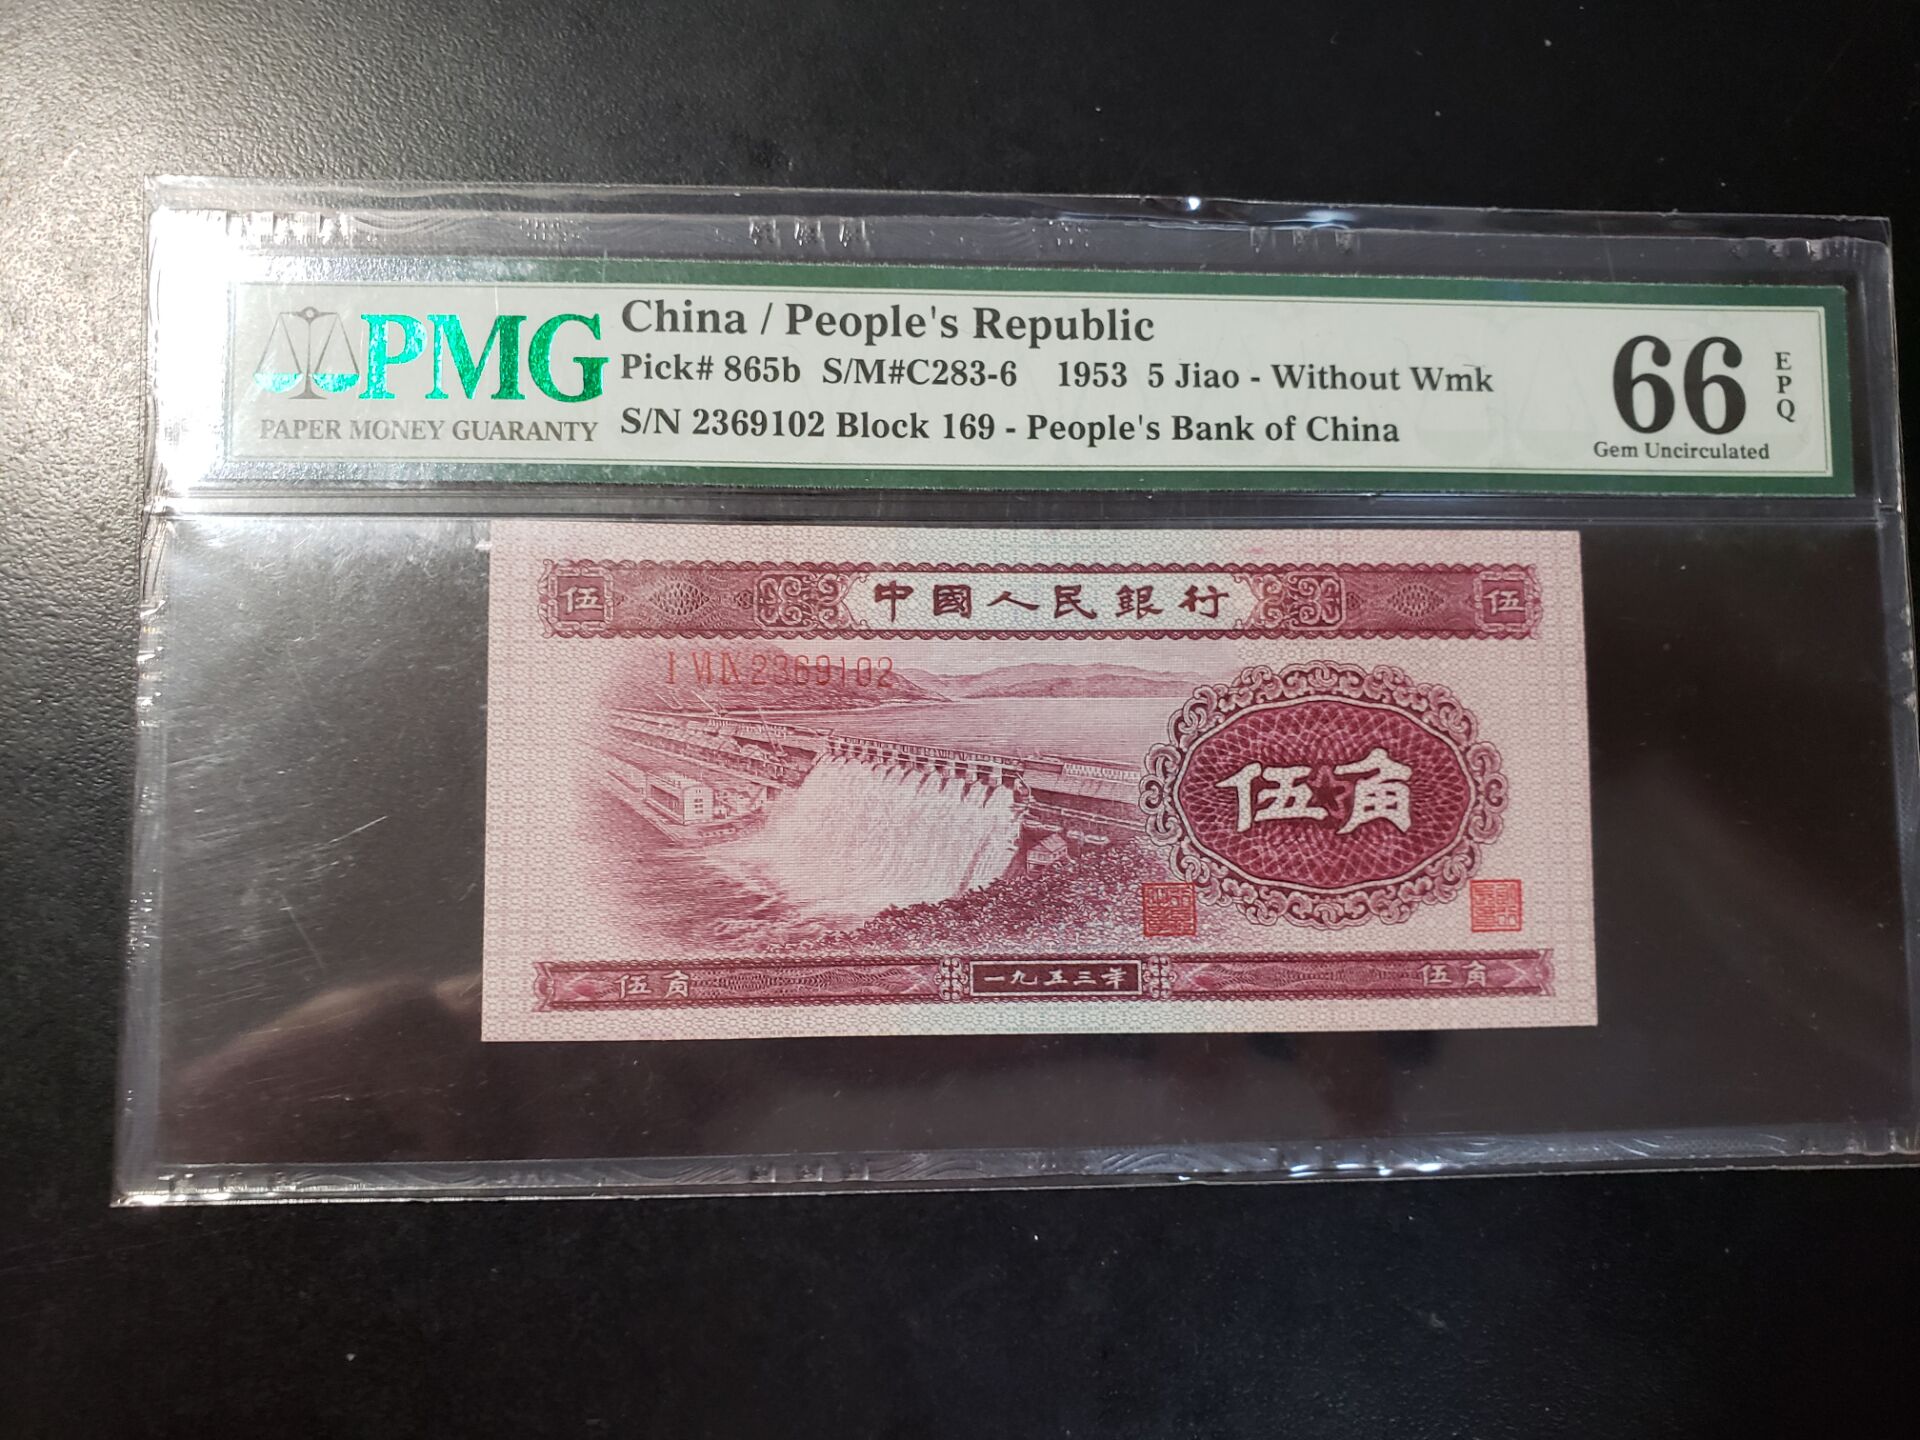 PMG
PAPER MONEY GUARANTY
China / People's Republic
Pick# 865b S/M#C283-6 1953 5 Jiao - Without Wmk
S/N 2369102 Block 169 - People's Bank of China
66
EPQ
Gem Uncirculated
伍 中國人民銀行 伍
I VI IX 2369102
伍角
伍角 一九五三年 伍角